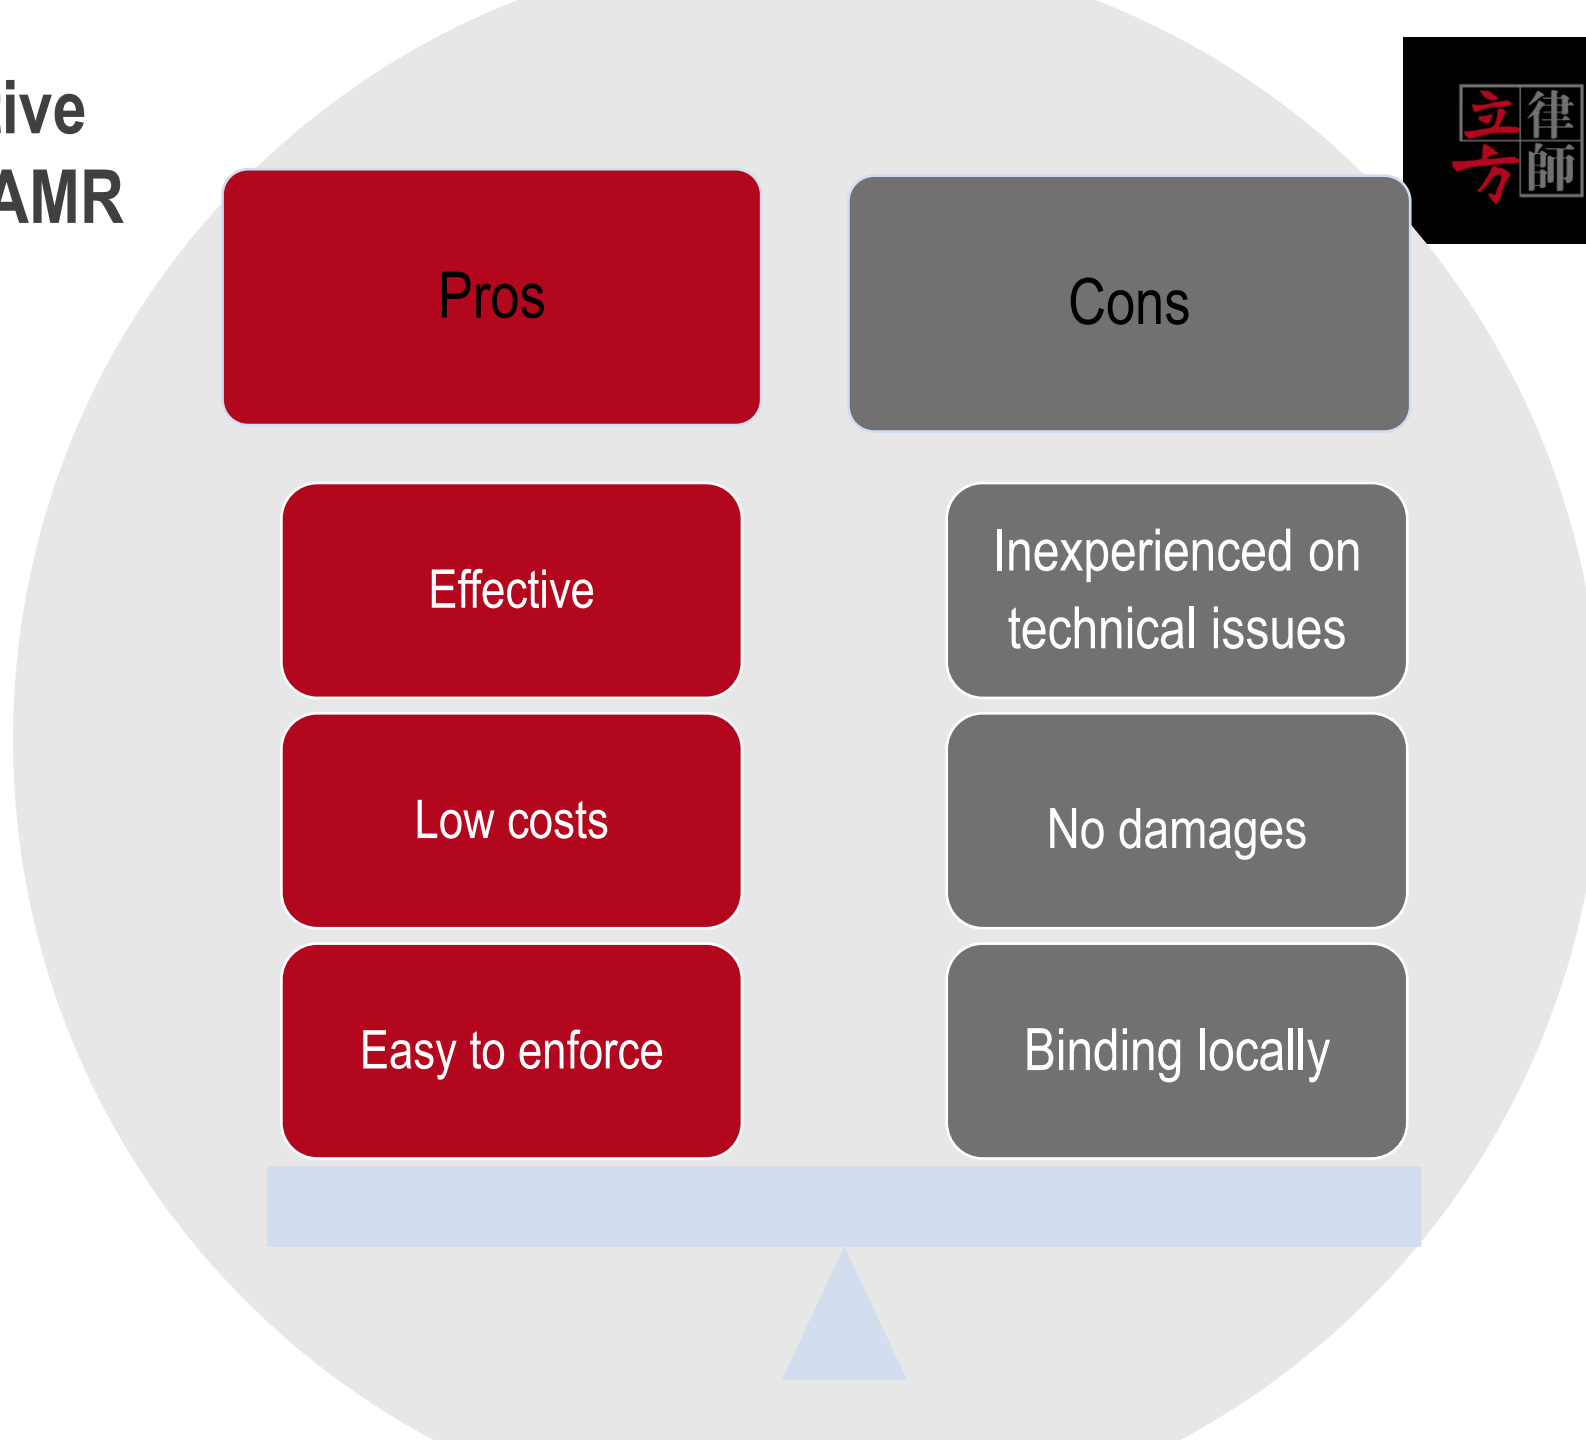 tive
AMR
立律
方師
Pros
Cons
Effective
Inexperienced on
technical issues
Low costs
No damages
Easy to enforce
Binding locally